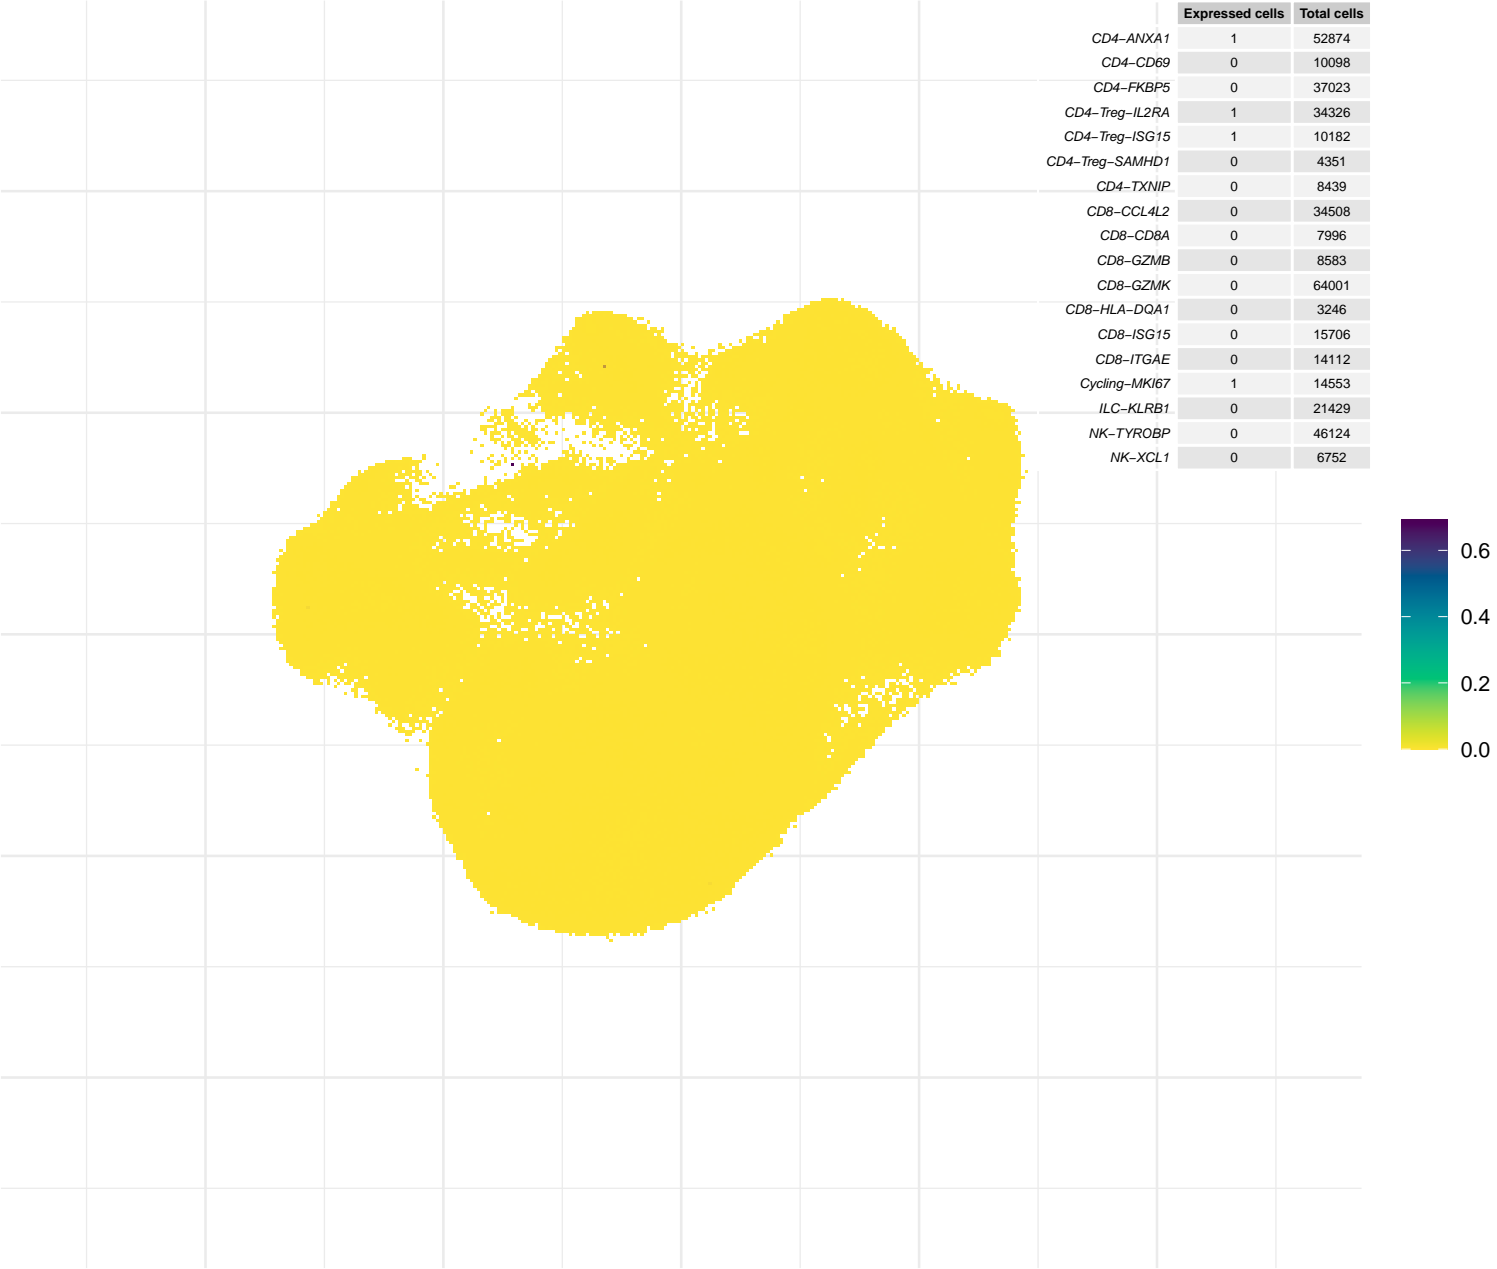 Expressed cells Total cells
CD4−ANXA1 1 52874
CD4−CD69 0 10098
CD4−FKBP5 0 37023
CD4−Treg−IL2RA 1 34326
CD4−Treg−ISG15 1 10182
CD4−Treg−SAMHD1 0 4351
CD4−TXNIP 0 8439
CD8−CCL4L2 0 34508
CD8−CD8A 0 7996
CD8−GZMB 0 8583
CD8−GZMK 0 64001
CD8−HLA−DQA1 0 3246
CD8−ISG15 0 15706
CD8−ITGAE 0 14112
Cycling−MKI67 1 14553
ILC−KLRB1 0 21429
NK−TYROBP 0 46124
NK−XCL1 0 6752
0.6
0.4
0.2
0.0